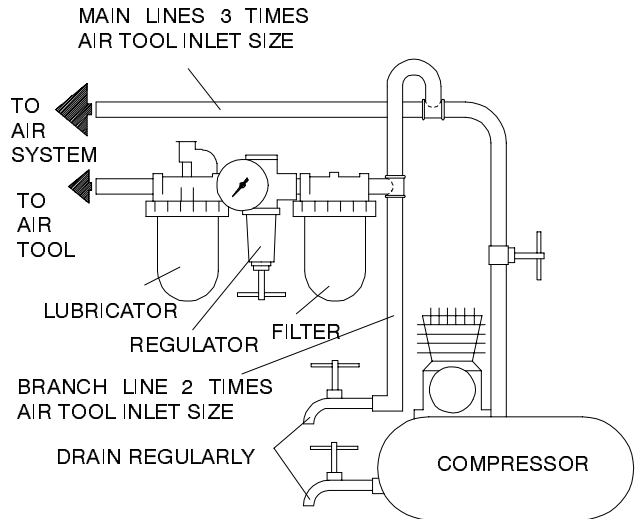 MAIN LINES 3 TIMES
AIR TOOL INLET SIZE
TO
AIR
SYSTEM
TO
AIR
TOOL
LUBRICATOR
REGULATOR
FILTER
BRANCH LINE 2 TIMES
AIR TOOL INLET SIZE
DRAIN REGULARLY
COMPRESSOR